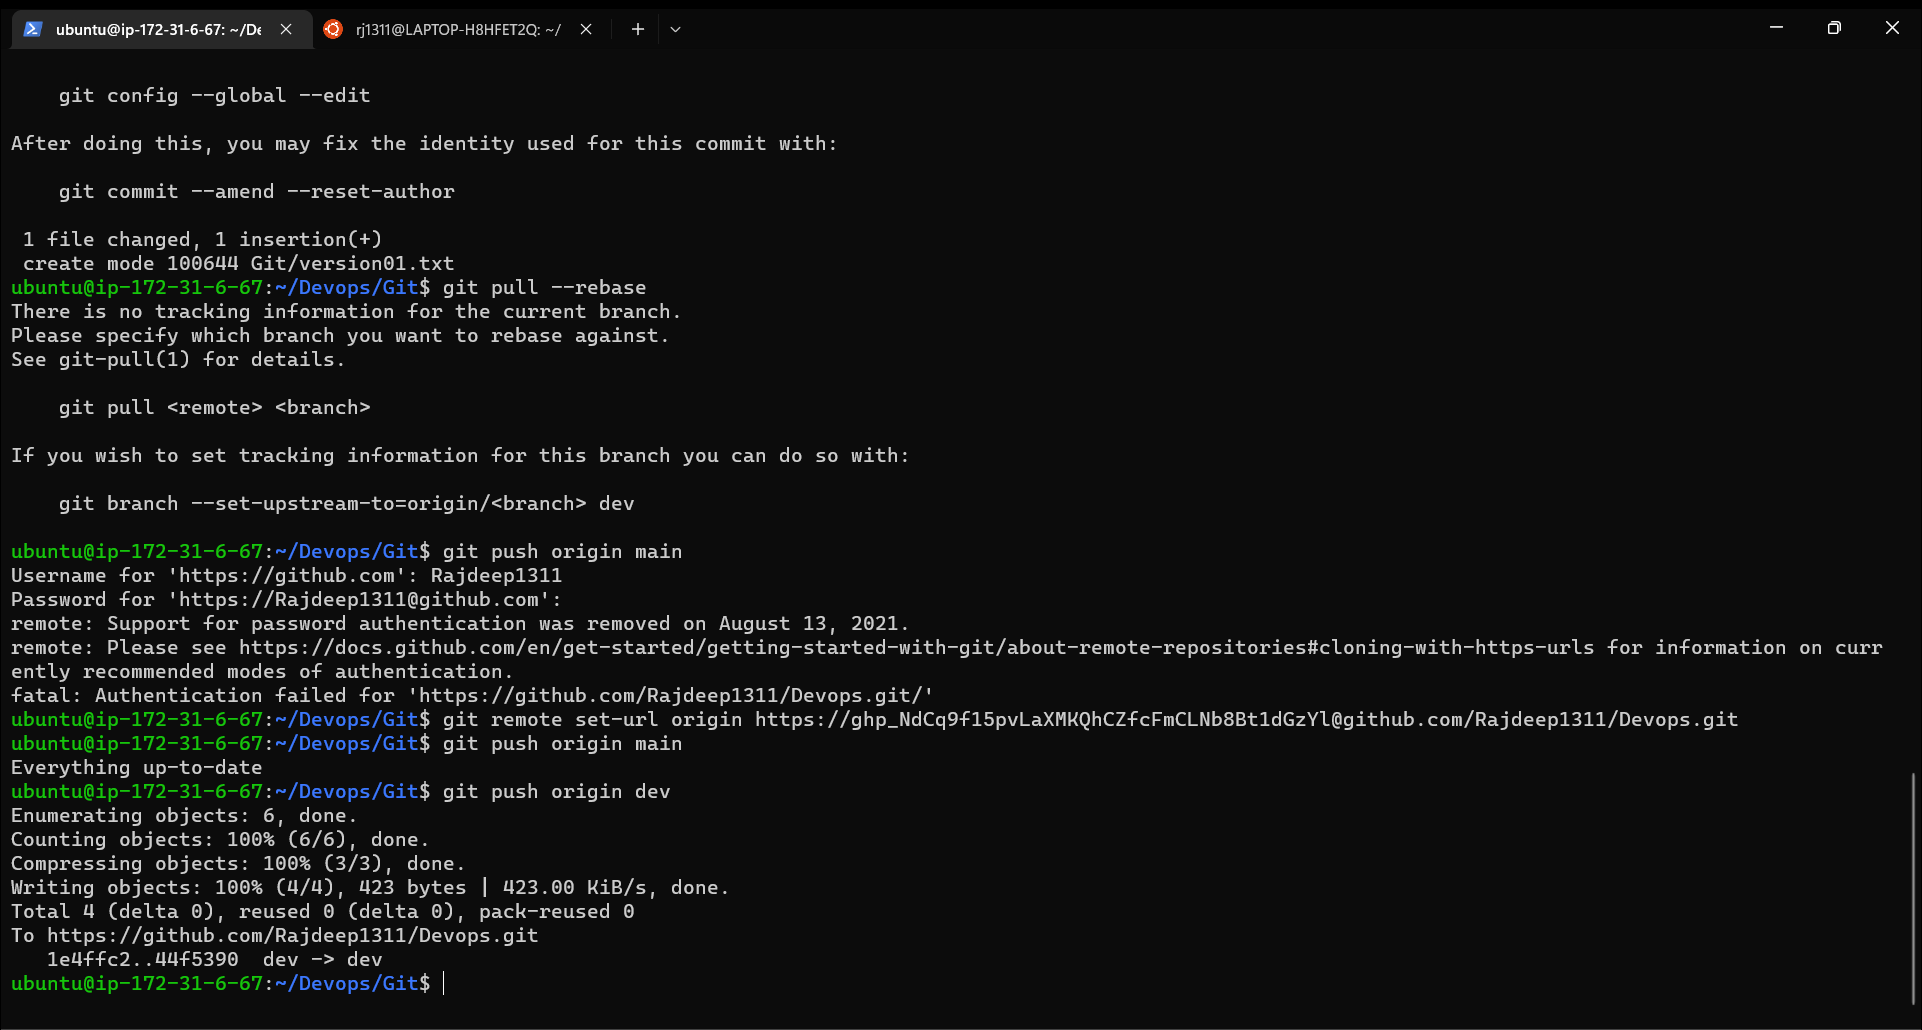 ubuntu@ip-172-31-6-67: ~/De
rj1311@LAPTOP-H8HFET2Q: ~/
git config --global --edit
After doing this, you may fix the identity used for this commit with:
git commit --amend --reset-author
1 file changed, 1 insertion(+)
create mode 100644 Git/version01.txt
ubuntu@ip-172-31-6-67:~/Devops/Git$ git pull --rebase
There is no tracking information for the current branch.
Please specify which branch you want to rebase against.
See git-pull(1) for details.
git pull <remote> <branch>
If you wish to set tracking information for this branch you can do so with:
git branch --set-upstream-to=origin/<branch> dev
ubuntu@ip-172-31-6-67:~/Devops/Git$ git push origin main
Username for 'https://github.com': Rajdeep1311
Password for 'https://Rajdeep1311@github.com':
remote: Support for password authentication was removed on August 13, 2021.
remote: Please see https://docs.github.com/en/get-started/getting-started-with-git/about-remote-repositories#cloning-with-https-urls for information on curr
ently recommended modes of authentication.
fatal: Authentication failed for 'https://github.com/Rajdeep1311/Devops.git/'
ubuntu@ip-172-31-6-67:~/Devops/Git$ git remote set-url origin https://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@github.com/Rajdeep1311/Devops.git
ubuntu@ip-172-31-6-67:~/Devops/Git$ git push origin main
Everything up-to-date
ubuntu@ip-172-31-6-67:~/Devops/Git$ git push origin dev
Enumerating objects: 6, done.
Counting objects: 100% (6/6), done.
Compressing objects: 100% (3/3), done.
Writing objects: 100% (4/4), 423 bytes | 423.00 KiB/s, done.
Total 4 (delta 0), reused 0 (delta 0), pack-reused 0
To https://github.com/Rajdeep1311/Devops.git
1e4ffc2..44f5390  dev -> dev
ubuntu@ip-172-31-6-67:~/Devops/Git$